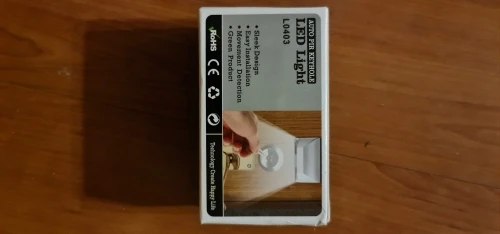 AUTO PIR KEYHOLE
LED Light
L0403
• Sleek Design
• Easy Installation
• Movement Detection
• Green Product
RoHS
CE
Technology Create Happy Life